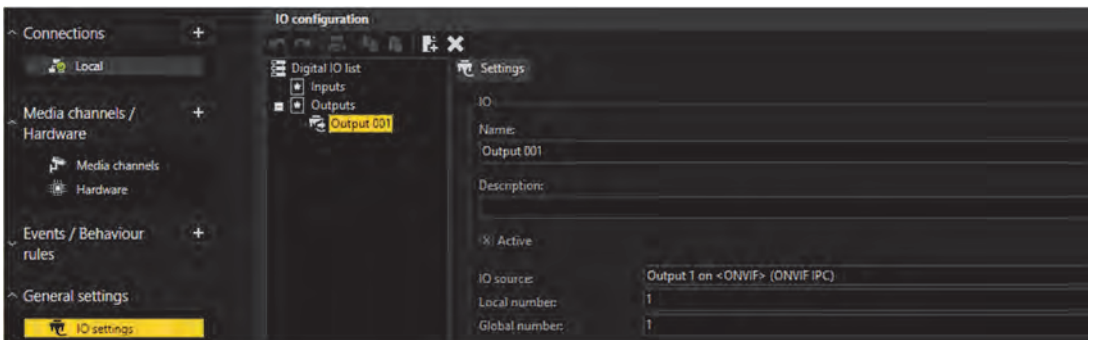 Connections
+
Local
Media channels /
Hardware
+
Media channels
Hardware
Events / Behaviour
rules
+
General settings
IO settings
IO configuration
Digital IO list
Inputs
Outputs
Output 001
Settings
IO
Name:
Output 001
Description:
X Active
IO source: Output 1 on <ONVIF> (ONVIF IPC)
Local number: 1
Global number: 1